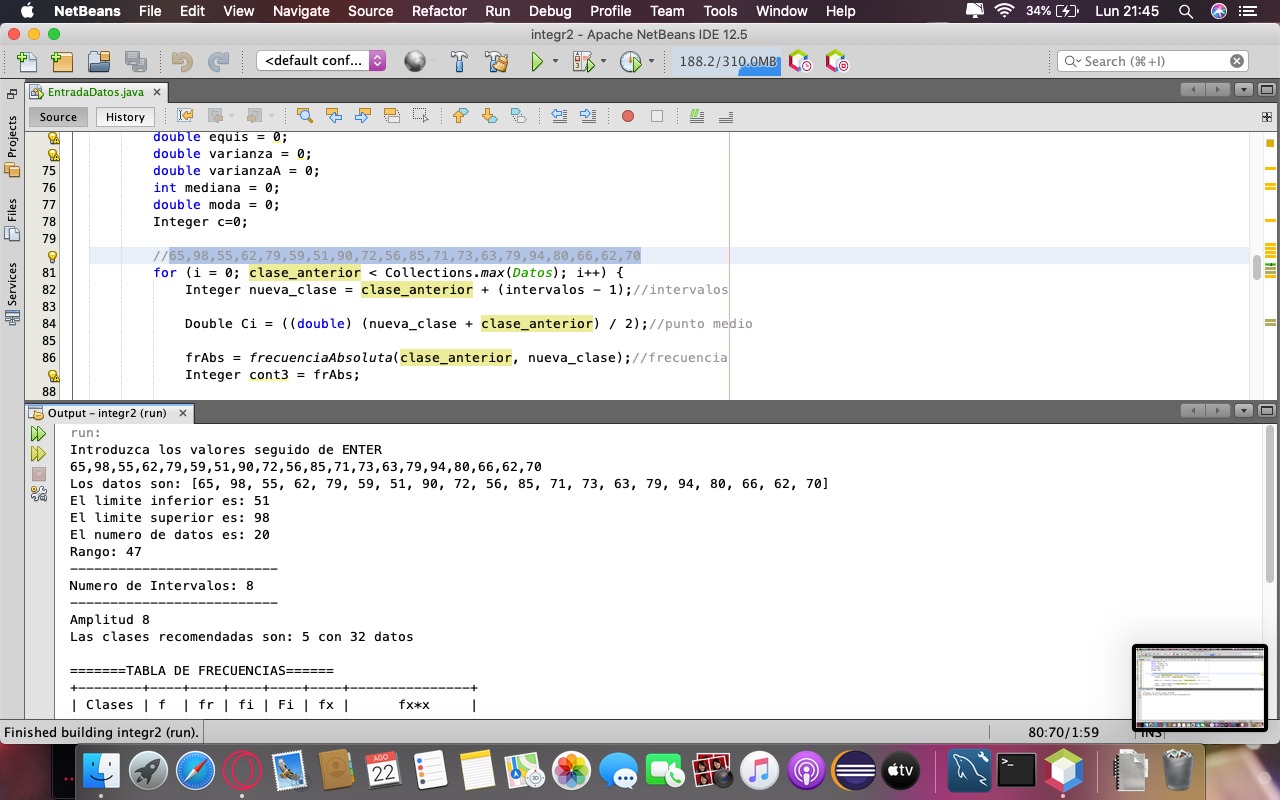 NetBeans File Edit View Navigate Source Refactor Run Debug Profile Team Tools Window Help 34% Lun 21:45
integr2 - Apache NetBeans IDE 12.5
<default conf... 188.2/310.0MB Search (⌘+I)
EntradaDatos.java
Source History
Projects
Files
Services
double equis = 0;
double varianza = 0;
75 double varianzaA = 0;
76 int mediana = 0;
77 double moda = 0;
78 Integer c=0;
79
//65,98,55,62,79,59,51,90,72,56,85,71,73,63,79,94,80,66,62,70
81 for (i = 0; clase_anterior < Collections.max(Datos); i++) {
82 Integer nueva_clase = clase_anterior + (intervalos - 1);//intervalos
83
84 Double Ci = ((double) (nueva_clase + clase_anterior) / 2);//punto medio
85
86 frAbs = frecuenciaAbsoluta(clase_anterior, nueva_clase);//frecuencia
Integer cont3 = frAbs;
88
Output – integr2 (run)
run:
Introduzca los valores seguido de ENTER
65,98,55,62,79,59,51,90,72,56,85,71,73,63,79,94,80,66,62,70
Los datos son: [65, 98, 55, 62, 79, 59, 51, 90, 72, 56, 85, 71, 73, 63, 79, 94, 80, 66, 62, 70]
El limite inferior es: 51
El limite superior es: 98
El numero de datos es: 20
Rango: 47
--------------------------
Numero de Intervalos: 8
--------------------------
Amplitud 8
Las clases recomendadas son: 5 con 32 datos
=======TABLA DE FRECUENCIAS======
+--------+----+----+----+----+----+----------------+
| Clases | f | fr | fi | Fi | fx | fx*x |
Finished building integr2 (run). 80:70/1:59 INS
AGO
22
tv